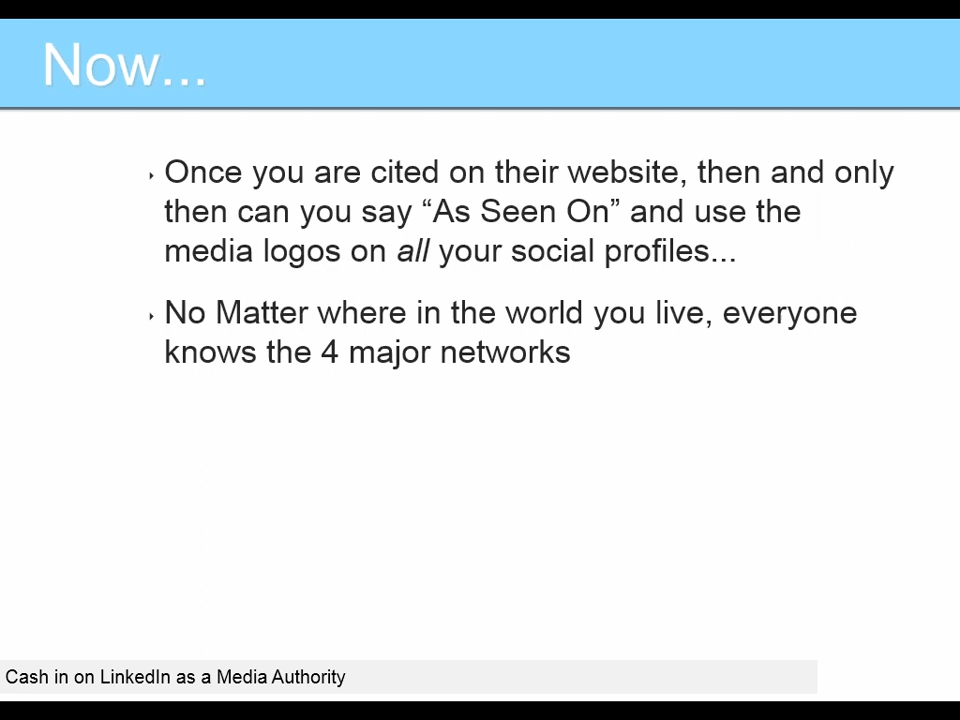 Now...
Once you are cited on their website, then and only
then can you say “As Seen On” and use the
media logos on all your social profiles...
No Matter where in the world you live, everyone
knows the 4 major networks
Cash in on LinkedIn as a Media Authority